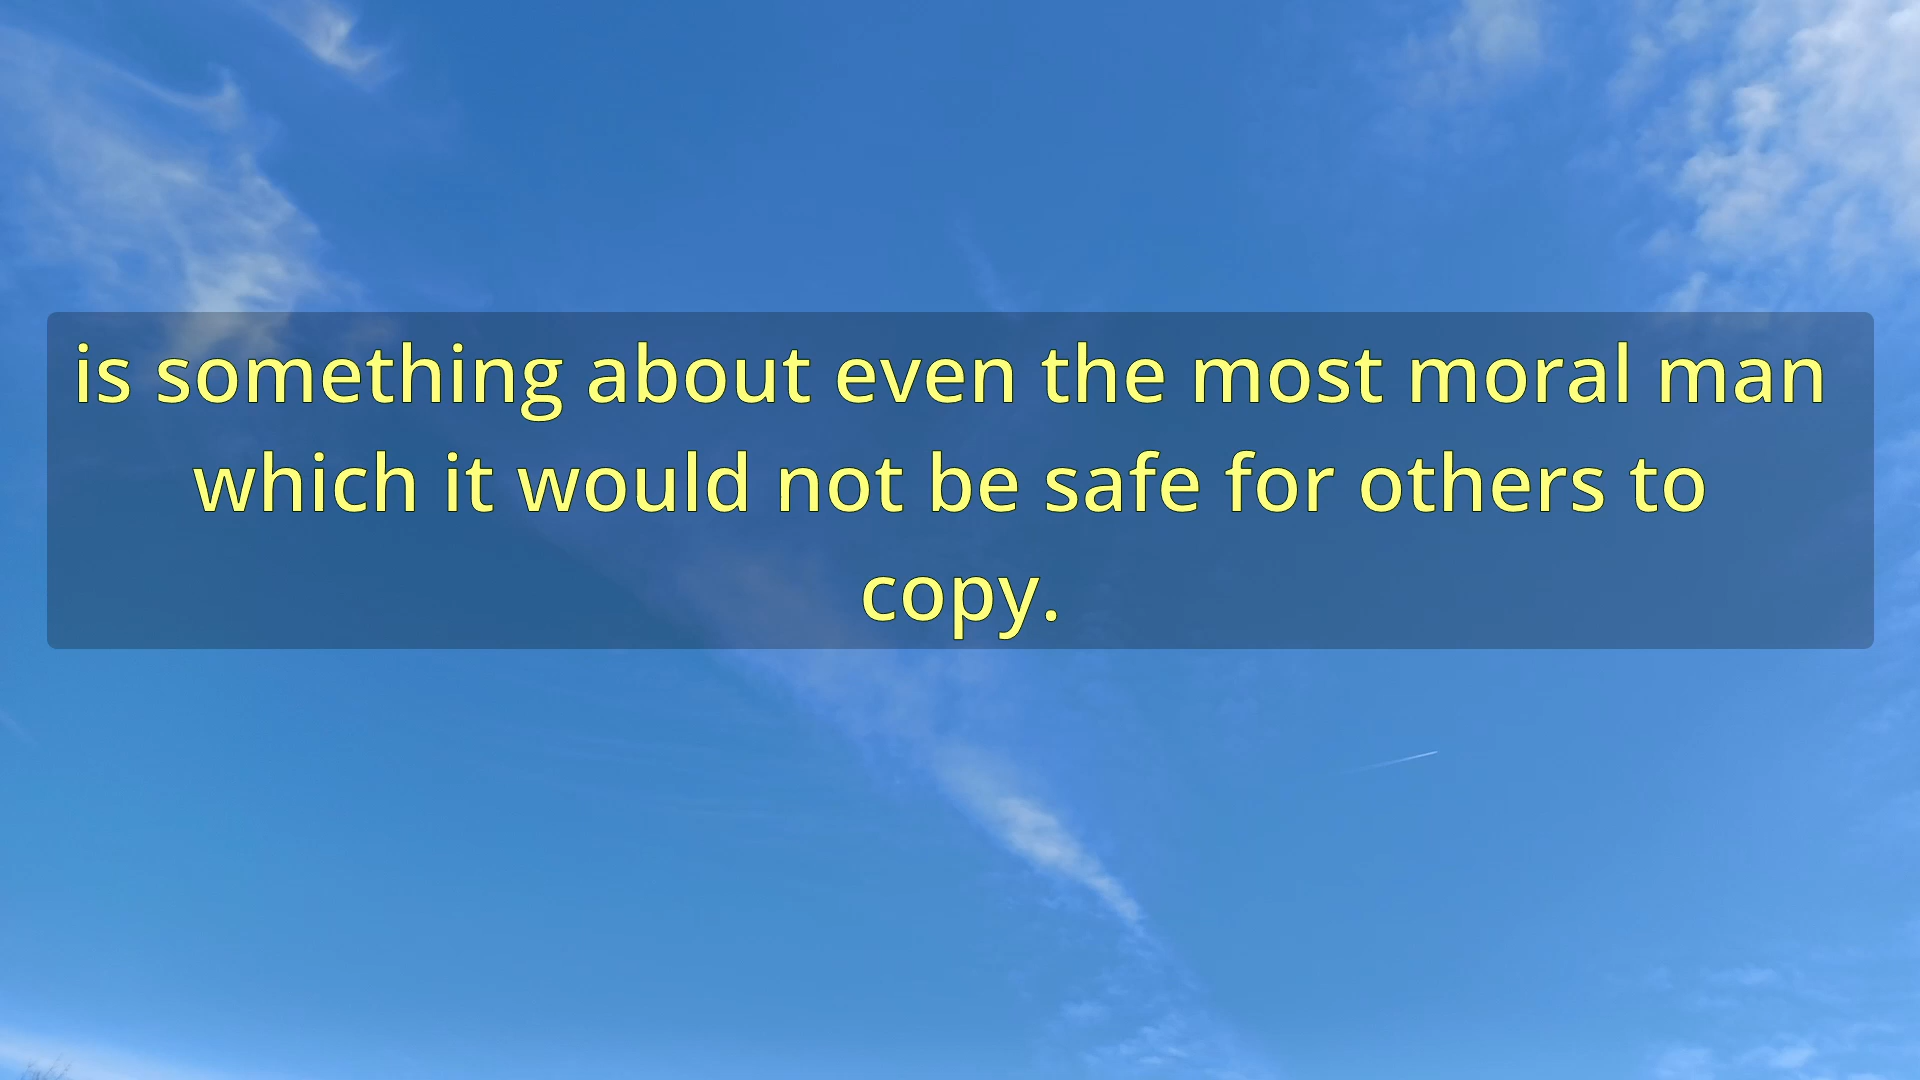 is something about even the most moral man
which it would not be safe for others to
copy.